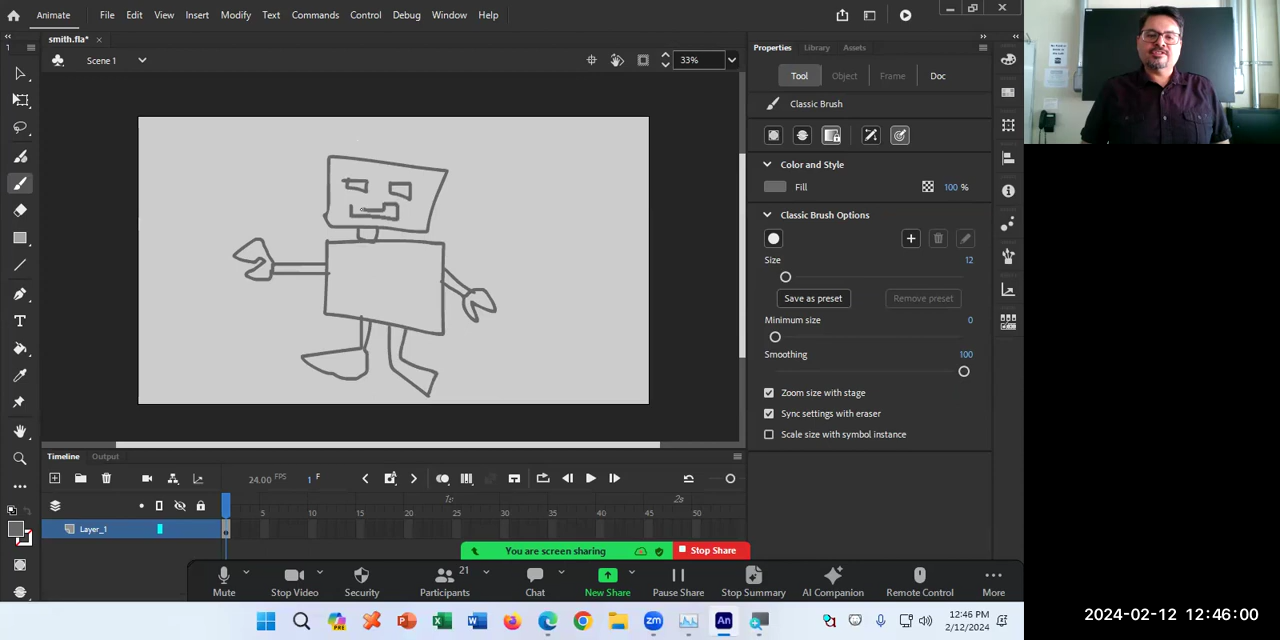 Animate File Edit View Insert Modify Text Commands Control Debug Window Help
smith.fla* ×
Scene 1 33%
1
Properties Library Assets
Tool Object Frame Doc
Classic Brush
Color and Style
Fill 100 %
Classic Brush Options
Size 12
Save as preset Remove preset
Minimum size 0
Smoothing 100
Zoom size with stage
Sync settings with eraser
Scale size with symbol instance
Timeline Output
24.00 FPS 1 F
1s 2s
5 10 15 20 25 30 35 40 45 50
Layer_1
You are screen sharing Stop Share
21
Mute Stop Video Security Participants Chat New Share Pause Share Stop Summary AI Companion Remote Control More
12:46 PM
2/12/2024
2024-02-12 12:46:00